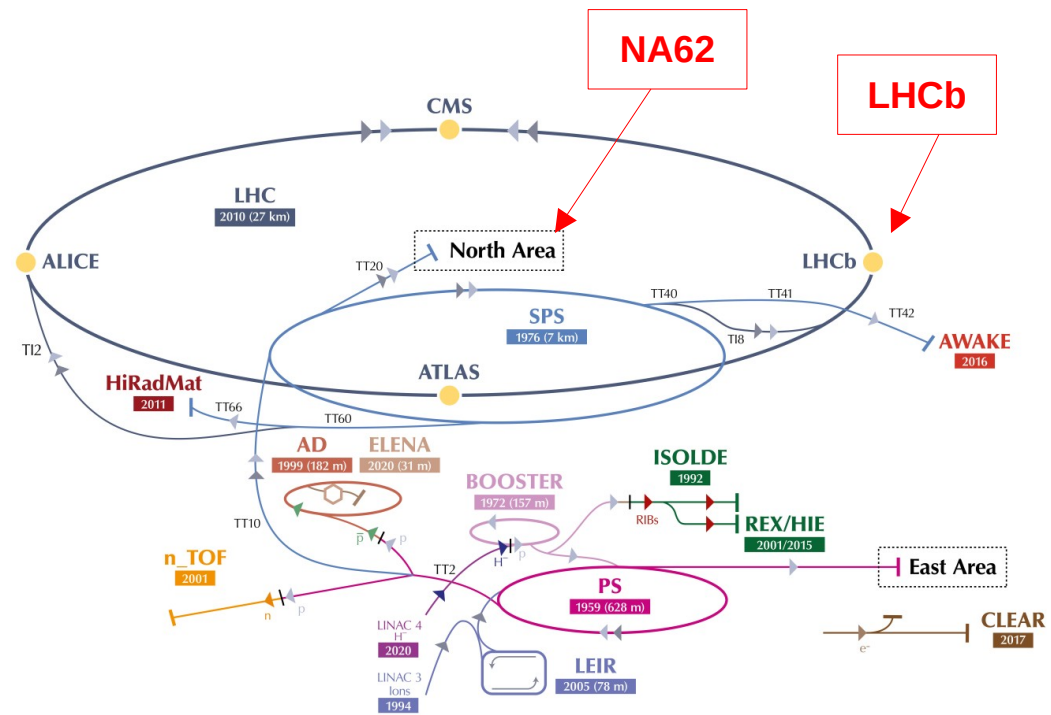 NA62
LHCb
CMS
LHC
2010 (27 km)
North Area
ALICE
LHCb
TT20
TT40
TT41
TT42
SPS
1976 (7 km)
TI8
AWAKE
2016
TI2
ATLAS
HiRadMat
2011
TT66
TT60
AD
1999 (182 m)
ELENA
2020 (31 m)
ISOLDE
1992
BOOSTER
1972 (157 m)
RIBs
REX/HIE
2001/2015
TT10
p̅
p
H⁻
p
n_TOF
2001
TT2
East Area
PS
1959 (628 m)
n
p
LINAC 4
H⁻
2020
CLEAR
2017
e⁻
LINAC 3
Ions
1994
LEIR
2005 (78 m)